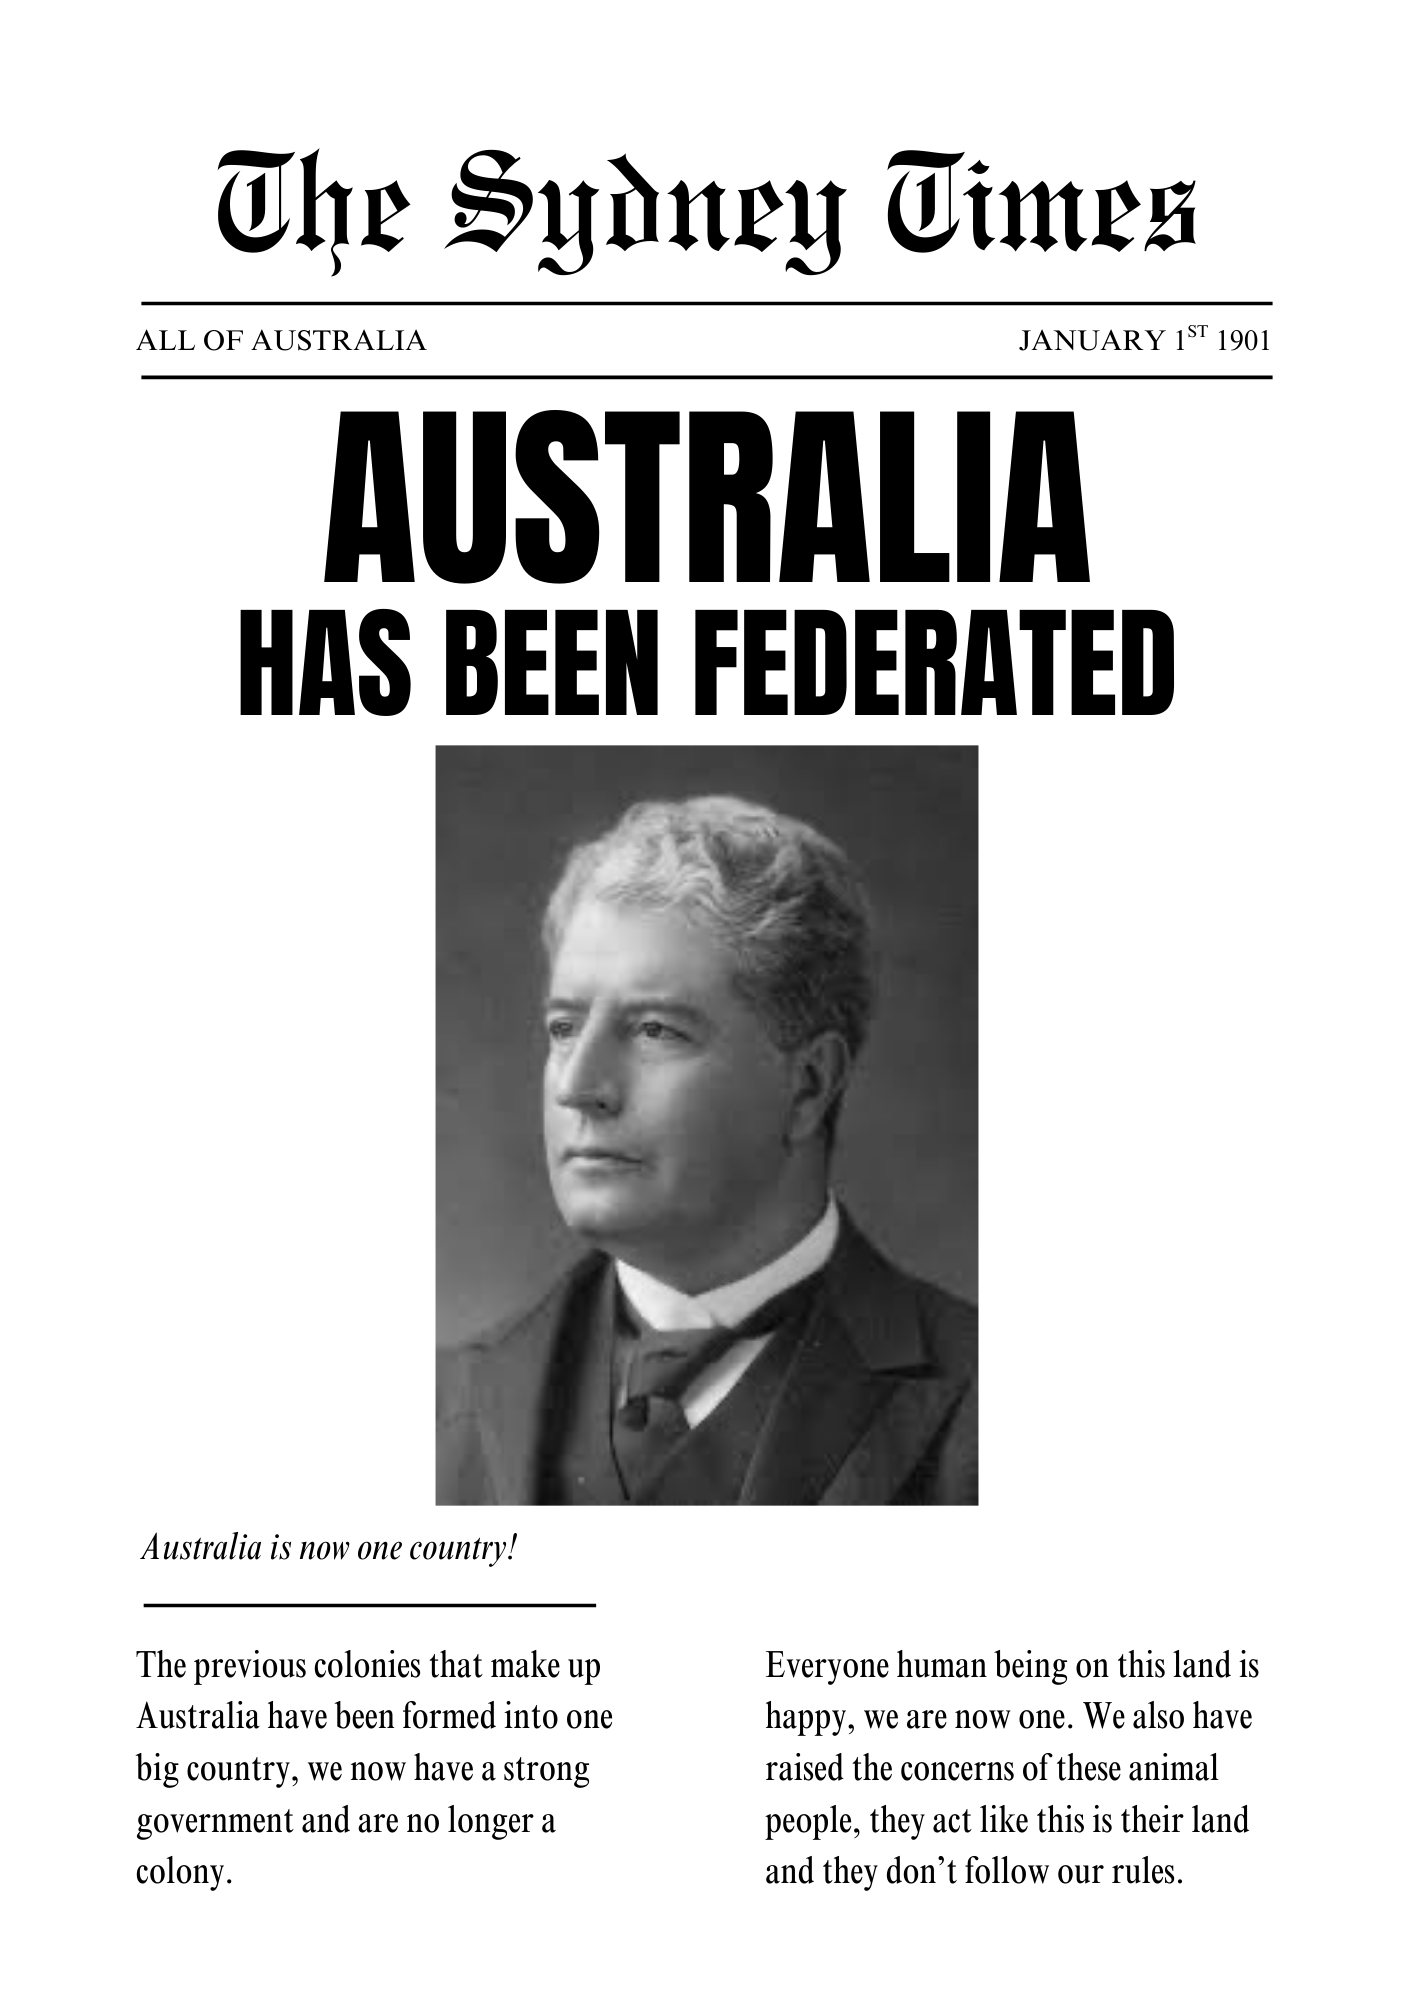 The Sydney Times
ALL OF AUSTRALIA
JANUARY 1ST 1901
AUSTRALIA
HAS BEEN FEDERATED
Australia is now one country!
The previous colonies that make up
Australia have been formed into one
big country, we now have a strong
government and are no longer a
colony.
Everyone human being on this land is
happy, we are now one. We also have
raised the concerns of these animal
people, they act like this is their land
and they don’t follow our rules.